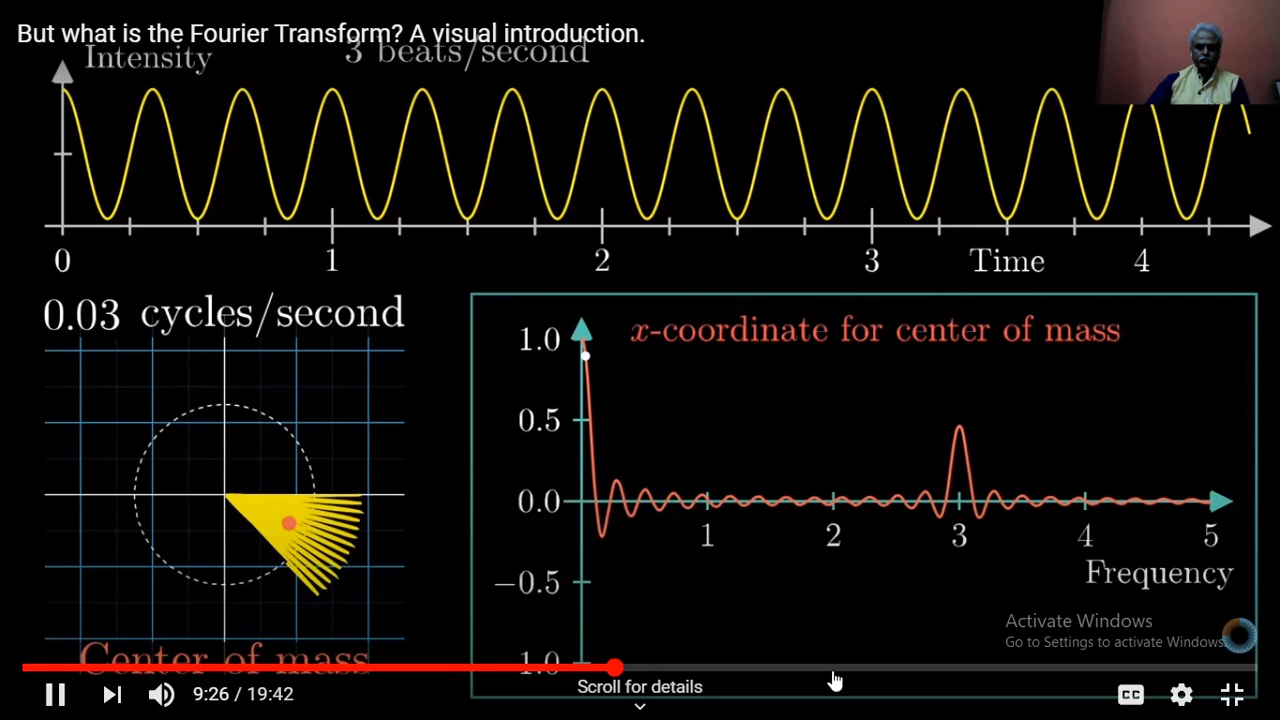 But what is the Fourier Transform? A visual introduction.
Intensity
3 beats/second
0 1 2 3 Time 4
0.03 cycles/second
x-coordinate for center of mass
1.0
0.5
0.0
1 2 3 4 5
Frequency
−0.5
Activate Windows
Go to Settings to activate Windows.
Center of mass
1.0
9:26 / 19:42
Scroll for details
CC